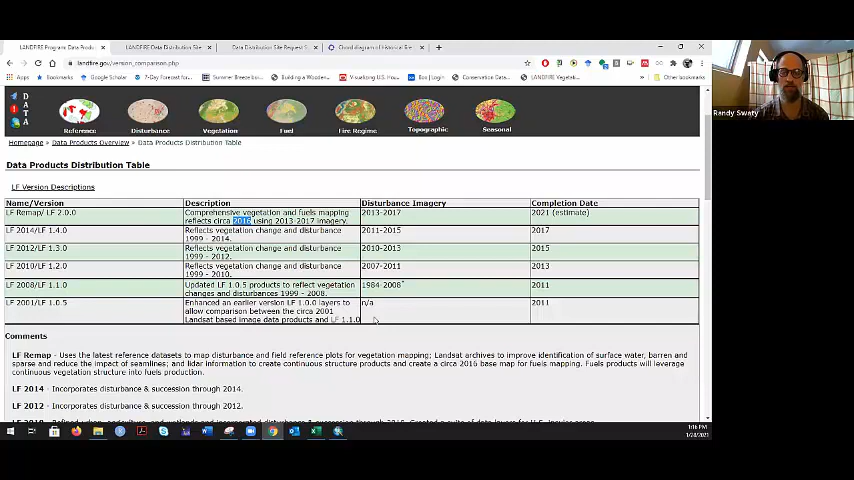 LANDFIRE Program: Data Produc
LANDFIRE Data Distribution Site
Data Distribution Site Request S
Chord diagram of historical fire
landfire.gov/version_comparison.php
Apps
Bookmarks
Google Scholar
7-Day Forecast for...
Summer Breeze bu...
Building a Wooden...
Visualizing U.S. Ho...
Box | Login
Conservation Data...
LANDFIRE Vegetati...
Other bookmarks
DATA
Reference
Disturbance
Vegetation
Fuel
Fire Regime
Topographic
Seasonal
Homepage > Data Products Overview > Data Products Distribution Table
Data Products Distribution Table
LF Version Descriptions
Name/Version Description Disturbance Imagery Completion Date
LF Remap/ LF 2.0.0 Comprehensive vegetation and fuels mapping 2013-2017 2021 (estimate)
reflects circa 2016 using 2013-2017 imagery.
LF 2014/LF 1.4.0 Reflects vegetation change and disturbance 2011-2015 2017
1999 - 2014.
LF 2012/LF 1.3.0 Reflects vegetation change and disturbance 2010-2013 2015
1999 - 2012.
LF 2010/LF 1.2.0 Reflects vegetation change and disturbance 2007-2011 2013
1999 - 2010.
LF 2008/LF 1.1.0 Updated LF 1.0.5 products to reflect vegetation 1984-2008* 2011
changes and disturbances 1999 - 2008.
LF 2001/LF 1.0.5 Enhanced an earlier version LF 1.0.0 layers to n/a 2011
allow comparison between the circa 2001
Landsat based image data products and LF 1.1.0
Comments
LF Remap - Uses the latest reference datasets to map disturbance and field reference plots for vegetation mapping; Landsat archives to improve identification of surface water, barren and
sparse and reduce the impact of seamlines; and lidar information to create continuous structure products and create a circa 2016 base map for fuels mapping. Fuels products will leverage
continuous vegetation structure into fuels production.
LF 2014 - Incorporates disturbance & succession through 2014.
LF 2012 - Incorporates disturbance & succession through 2012.
1:16 PM
1/28/2021
Randy Swaty